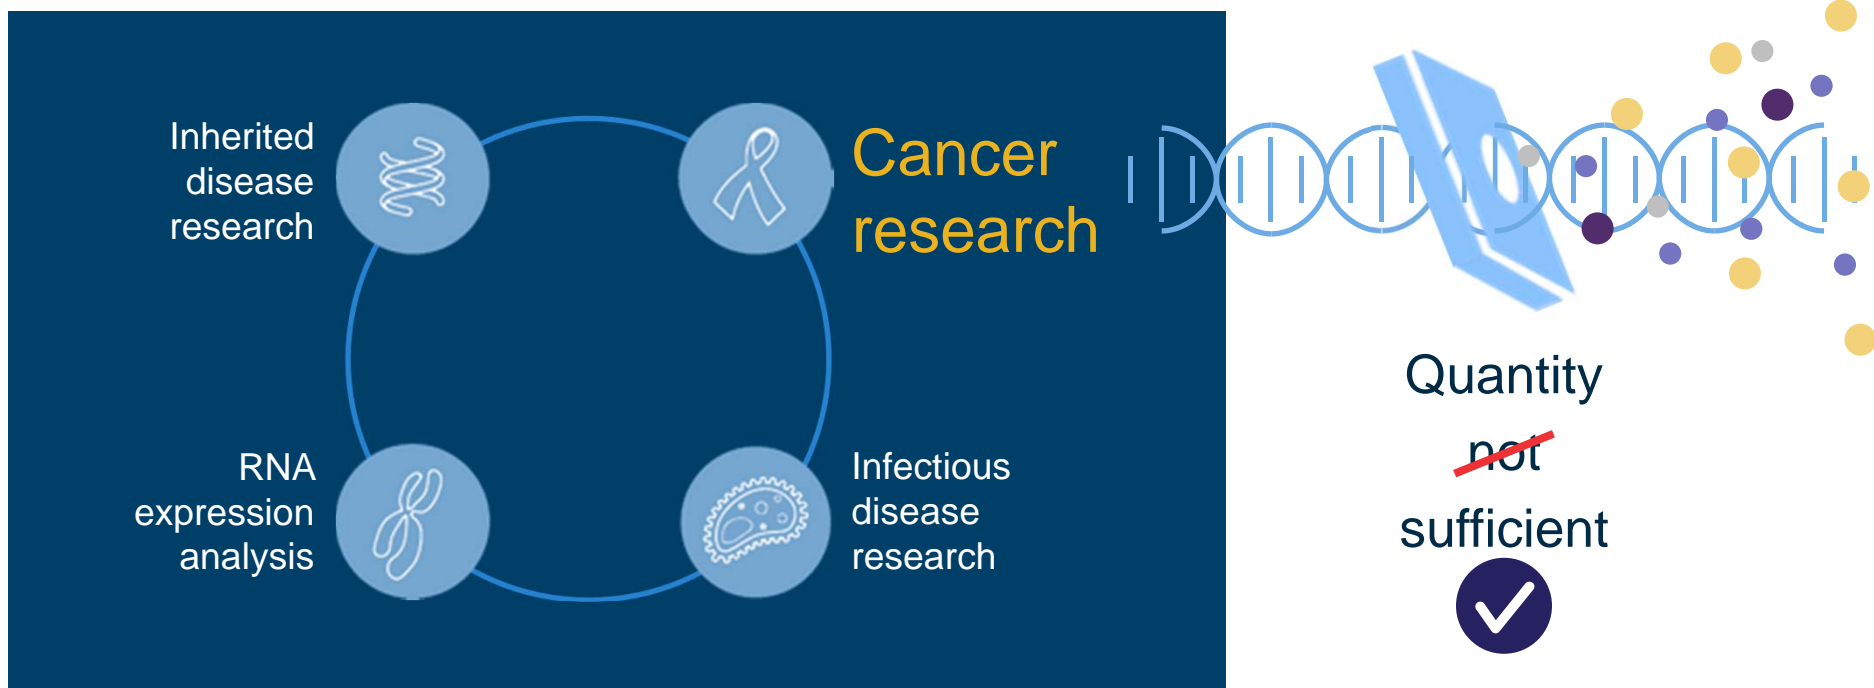 Inherited
disease
research
Cancer
research
RNA
expression
analysis
Infectious
disease
research
Quantity
not
sufficient